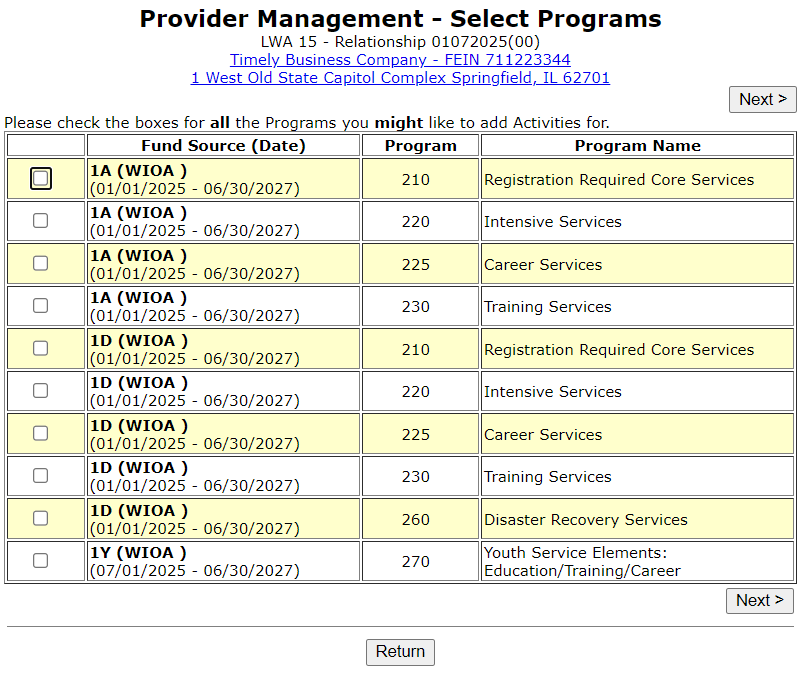 Provider Management - Select Programs
LWA 15 - Relationship 01072025(00)
Timely Business Company - FEIN 711223344
1 West Old State Capitol Complex Springfield, IL 62701
Next >
Please check the boxes for all the Programs you might like to add Activities for.
Fund Source (Date) Program Program Name
1A (WIOA )
(01/01/2025 - 06/30/2027) 210 Registration Required Core Services
1A (WIOA )
(01/01/2025 - 06/30/2027) 220 Intensive Services
1A (WIOA )
(01/01/2025 - 06/30/2027) 225 Career Services
1A (WIOA )
(01/01/2025 - 06/30/2027) 230 Training Services
1D (WIOA )
(01/01/2025 - 06/30/2027) 210 Registration Required Core Services
1D (WIOA )
(01/01/2025 - 06/30/2027) 220 Intensive Services
1D (WIOA )
(01/01/2025 - 06/30/2027) 225 Career Services
1D (WIOA )
(01/01/2025 - 06/30/2027) 230 Training Services
1D (WIOA )
(01/01/2025 - 06/30/2027) 260 Disaster Recovery Services
1Y (WIOA )
(07/01/2025 - 06/30/2027) 270 Youth Service Elements:
Education/Training/Career
Next >
Return